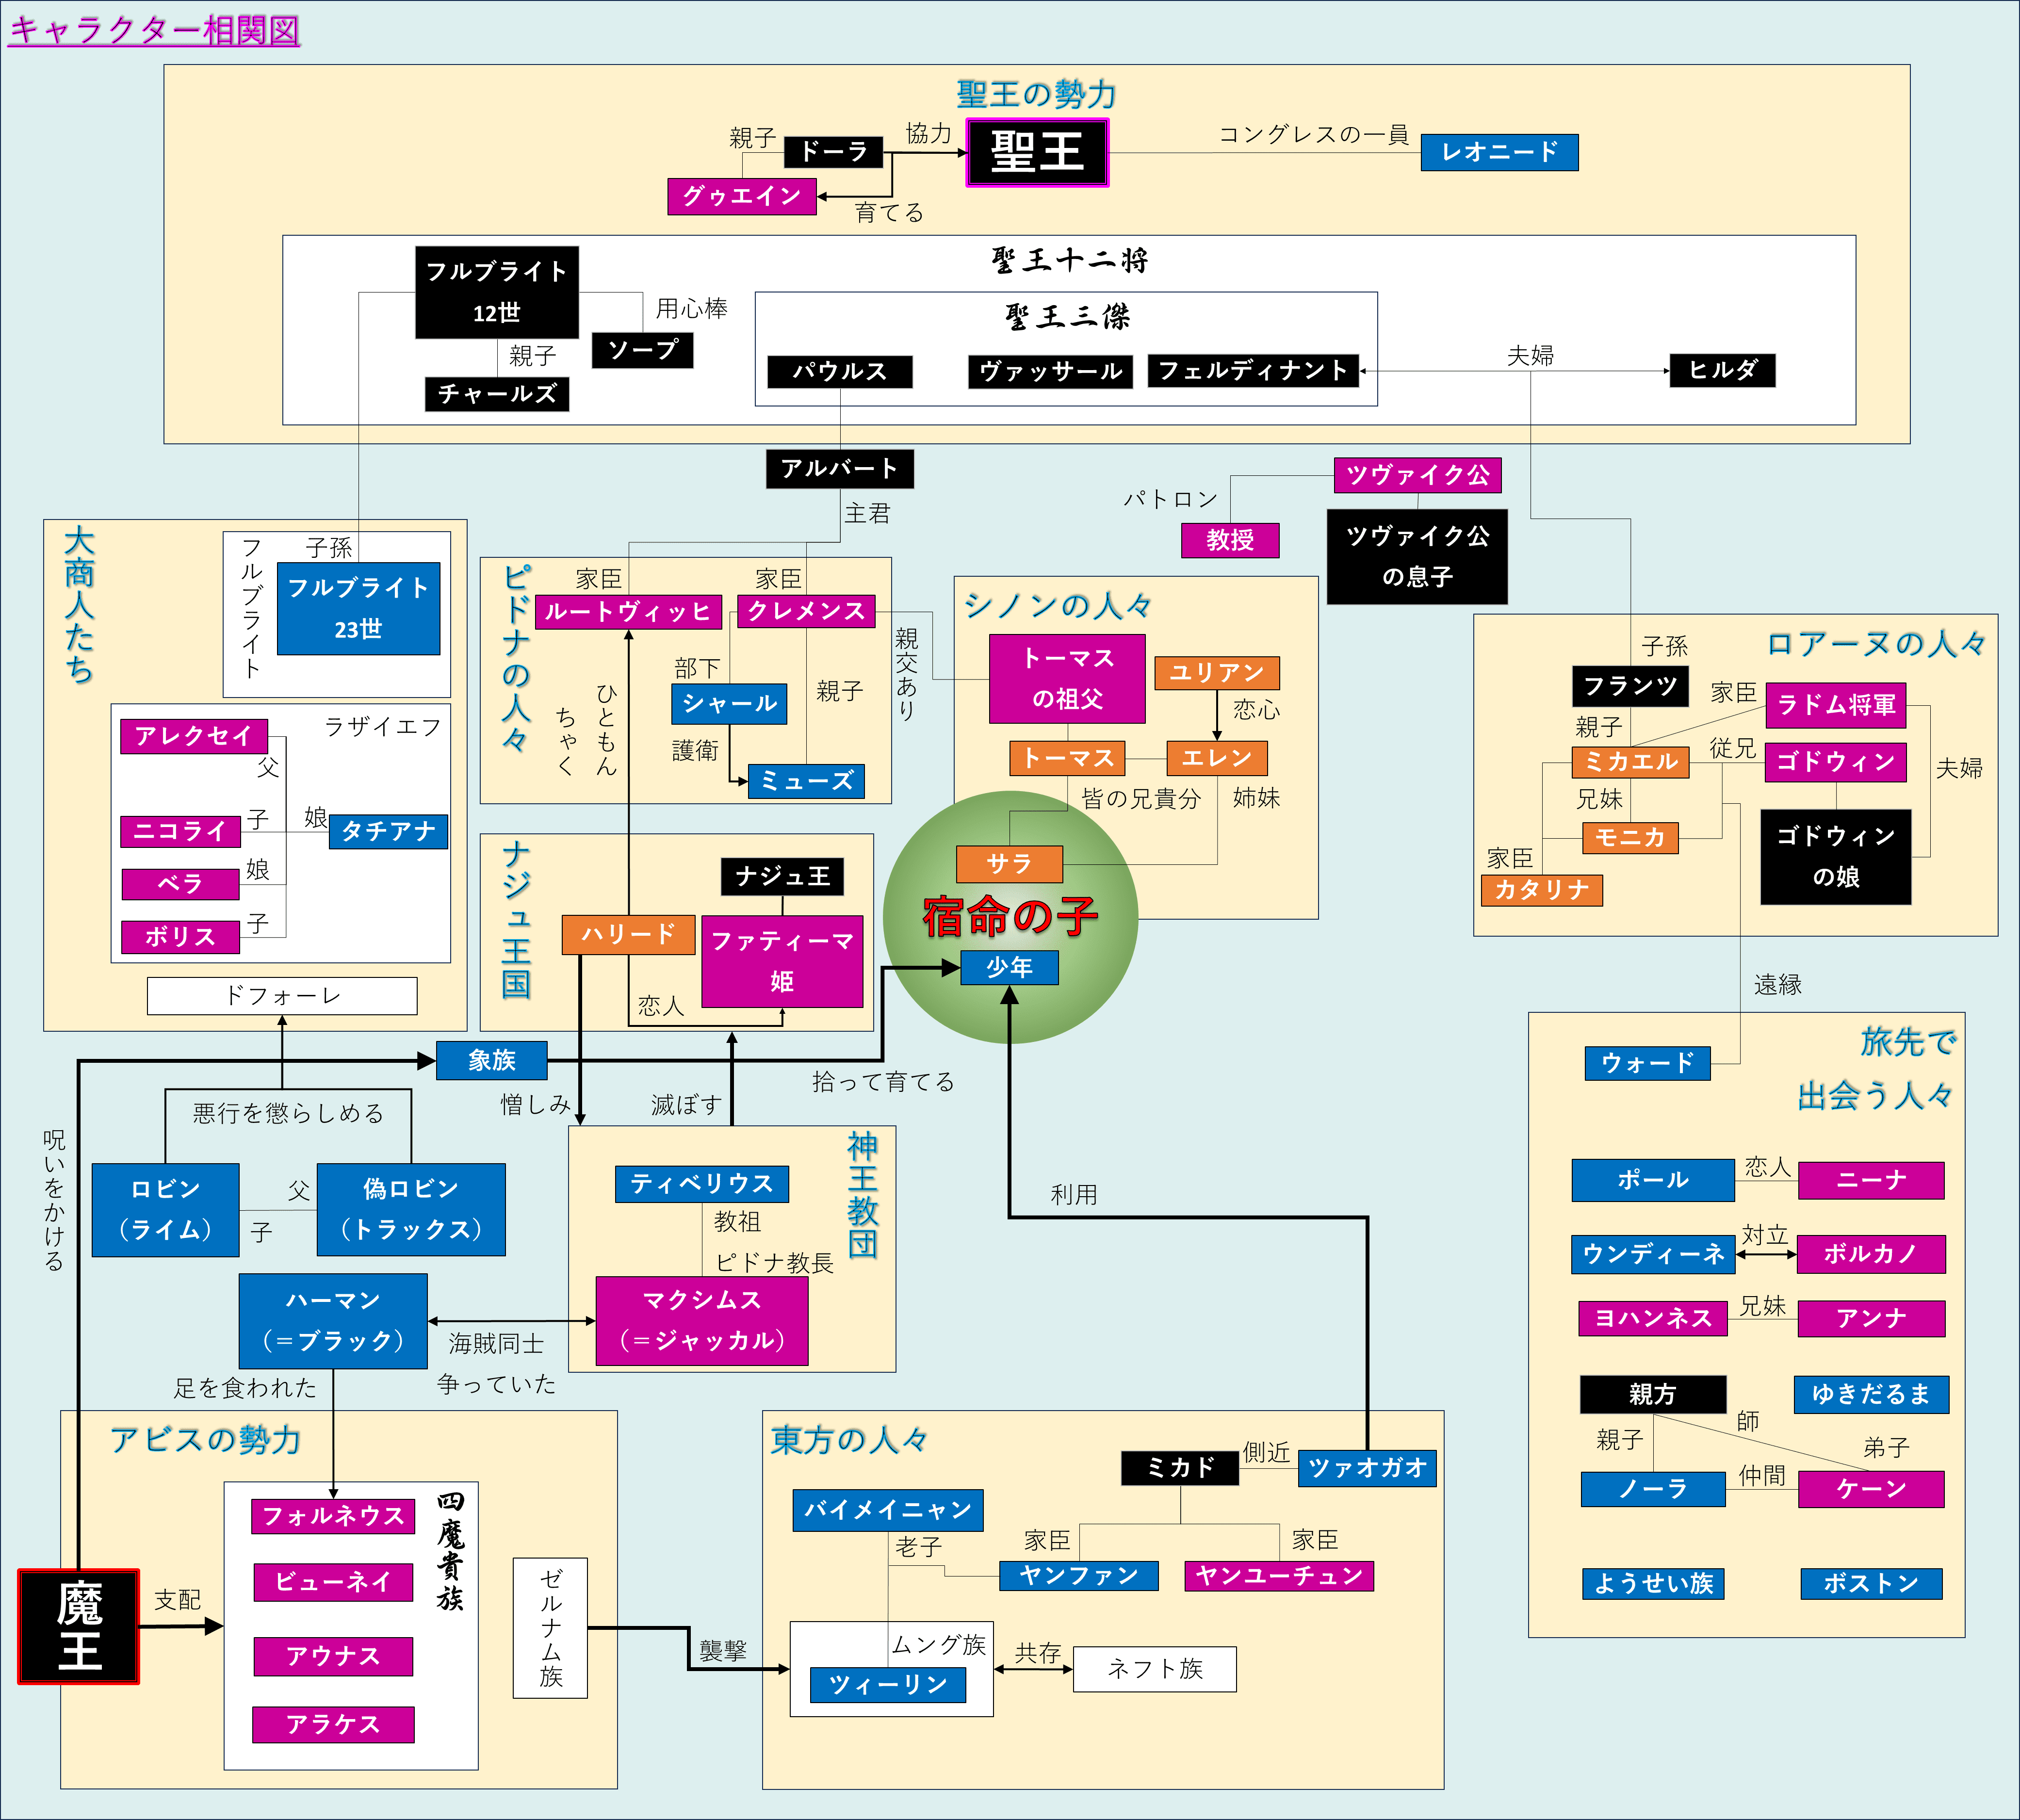 キャラクター相関図
聖王の勢力
親子
ドーラ
協力
聖王
コングレスの一員
レオニード
グゥエイン
育てる
聖王十二将
フルブライト
12世
用心棒
ソープ
親子
チャールズ
聖王三傑
パウルス
ヴァッサール
フェルディナント
夫婦
ヒルダ
アルバート
主君
ツヴァイク公
パトロン
教授
ツヴァイク公
の息子
大商人たち
フルブライト
子孫
フルブライト
23世
ラザイエフ
アレクセイ
父
ニコライ
子
娘
タチアナ
ベラ
娘
ボリス
子
ドフォーレ
ピドナの人々
家臣
家臣
ルートヴィッヒ
クレメンス
親交あり
部下
シャール
親子
護衛
ミューズ
ひともん
ちゃく
シノンの人々
トーマス
の祖父
ユリアン
恋心
トーマス
エレン
皆の兄貴分
姉妹
サラ
宿命の子
少年
ロアーヌの人々
子孫
フランツ
家臣
ラドム将軍
親子
ミカエル
従兄
ゴドウィン
夫婦
兄妹
モニカ
ゴドウィン
の娘
家臣
カタリナ
遠縁
ナジュ王国
ナジュ王
ハリード
ファティーマ
姫
恋人
象族
拾って育てる
憎しみ
滅ぼす
悪行を懲らしめる
呪いをかける
ロビン
（ライム）
父
子
偽ロビン
（トラックス）
神王教団
ティベリウス
教祖
ピドナ教長
マクシムス
（＝ジャッカル）
ハーマン
（＝ブラック）
海賊同士
争っていた
足を食われた
利用
旅先で
出会う人々
ウォード
ポール
恋人
ニーナ
ウンディーネ
対立
ボルカノ
ヨハンネス
兄妹
アンナ
親方
ゆきだるま
師
親子
弟子
ノーラ
仲間
ケーン
ようせい族
ボストン
アビスの勢力
四魔貴族
フォルネウス
ビューネイ
アウナス
アラケス
魔王
支配
ゼルナム族
襲撃
東方の人々
ミカド
側近
ツァオガオ
バイメイニャン
老子
家臣
家臣
ヤンファン
ヤンユーチュン
ムング族
ツィーリン
共存
ネフト族